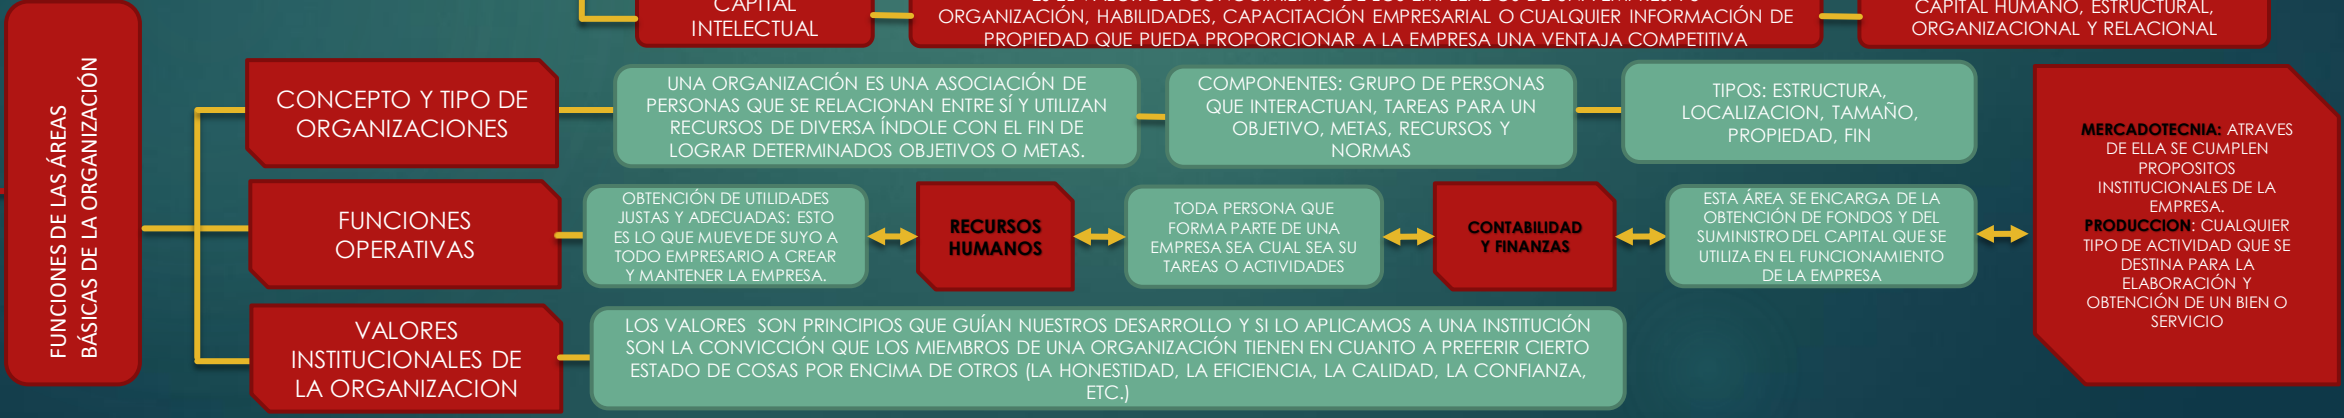 CAPITAL
INTELECTUAL
ORGANIZACIÓN, HABILIDADES, CAPACITACIÓN EMPRESARIAL O CUALQUIER INFORMACIÓN DE
PROPIEDAD QUE PUEDA PROPORCIONAR A LA EMPRESA UNA VENTAJA COMPETITIVA
CAPITAL HUMANO, ESTRUCTURAL,
ORGANIZACIONAL Y RELACIONAL
FUNCIONES DE LAS ÁREAS
BÁSICAS DE LA ORGANIZACIÓN
CONCEPTO Y TIPO DE
ORGANIZACIONES
UNA ORGANIZACIÓN ES UNA ASOCIACIÓN DE
PERSONAS QUE SE RELACIONAN ENTRE SÍ Y UTILIZAN
RECURSOS DE DIVERSA ÍNDOLE CON EL FIN DE
LOGRAR DETERMINADOS OBJETIVOS O METAS.
COMPONENTES: GRUPO DE PERSONAS
QUE INTERACTUAN, TAREAS PARA UN
OBJETIVO, METAS, RECURSOS Y
NORMAS
TIPOS: ESTRUCTURA,
LOCALIZACION, TAMAÑO,
PROPIEDAD, FIN
FUNCIONES
OPERATIVAS
OBTENCIÓN DE UTILIDADES
JUSTAS Y ADECUADAS: ESTO
ES LO QUE MUEVE DE SUYO A
TODO EMPRESARIO A CREAR
Y MANTENER LA EMPRESA.
RECURSOS
HUMANOS
TODA PERSONA QUE
FORMA PARTE DE UNA
EMPRESA SEA CUAL SEA SU
TAREAS O ACTIVIDADES
CONTABILIDAD
Y FINANZAS
ESTA ÁREA SE ENCARGA DE LA
OBTENCIÓN DE FONDOS Y DEL
SUMINISTRO DEL CAPITAL QUE SE
UTILIZA EN EL FUNCIONAMIENTO
DE LA EMPRESA
MERCADOTECNIA: ATRAVES
DE ELLA SE CUMPLEN
PROPOSITOS
INSTITUCIONALES DE LA
EMPRESA.
PRODUCCION: CUALQUIER
TIPO DE ACTIVIDAD QUE SE
DESTINA PARA LA
ELABORACIÓN Y
OBTENCIÓN DE UN BIEN O
SERVICIO
VALORES
INSTITUCIONALES DE
LA ORGANIZACION
LOS VALORES SON PRINCIPIOS QUE GUÍAN NUESTROS DESARROLLO Y SI LO APLICAMOS A UNA INSTITUCIÓN
SON LA CONVICCIÓN QUE LOS MIEMBROS DE UNA ORGANIZACIÓN TIENEN EN CUANTO A PREFERIR CIERTO
ESTADO DE COSAS POR ENCIMA DE OTROS (LA HONESTIDAD, LA EFICIENCIA, LA CALIDAD, LA CONFIANZA,
ETC.)